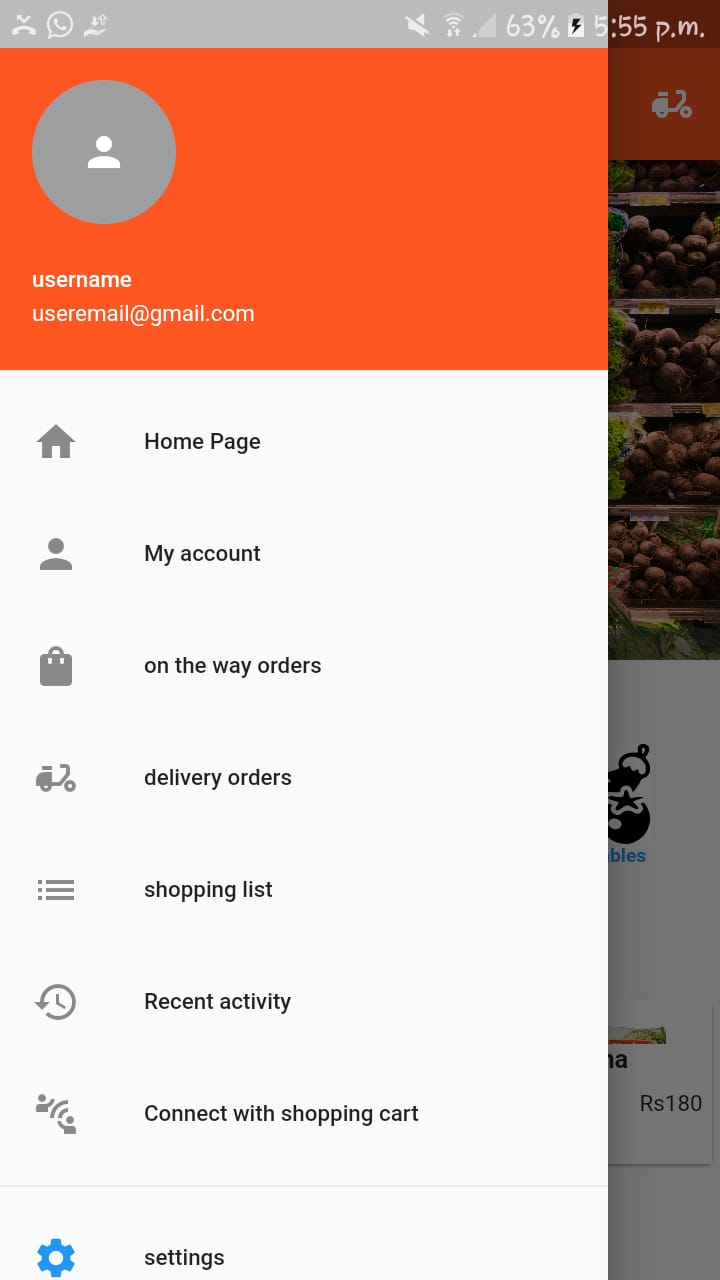 63% 5:55 p.m.
username
useremail@gmail.com
Home Page
My account
on the way orders
delivery orders
shopping list
Recent activity
Connect with shopping cart
settings
bles
na
Rs180